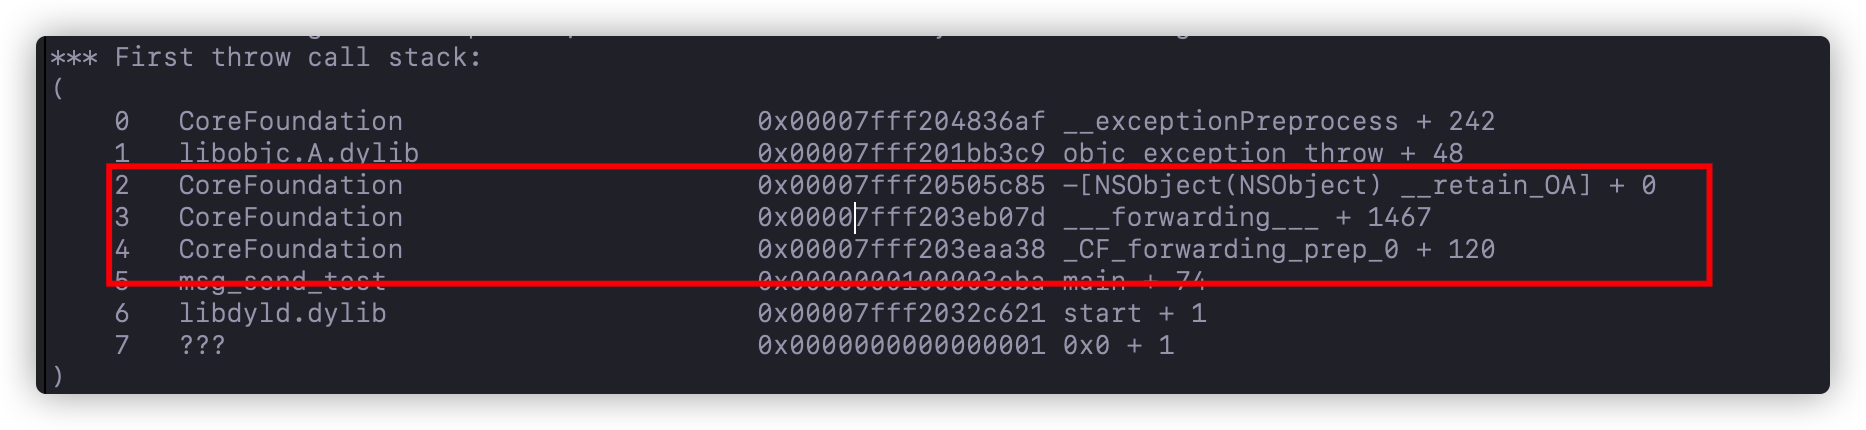 *** First throw call stack:
(
0 CoreFoundation 0x00007fff204836af __exceptionPreprocess + 242
1 libobjc.A.dylib 0x00007fff201bb3c9 objc_exception_throw + 48
2 CoreFoundation 0x00007fff20505c85 -[NSObject(NSObject) __retain_OA] + 0
3 CoreFoundation 0x00007fff203eb07d ___forwarding___ + 1467
4 CoreFoundation 0x00007fff203eaa38 _CF_forwarding_prep_0 + 120
5 msg_send_test 0x0000000100003eba main + 74
6 libdyld.dylib 0x00007fff2032c621 start + 1
7 ??? 0x0000000000000001 0x0 + 1
)